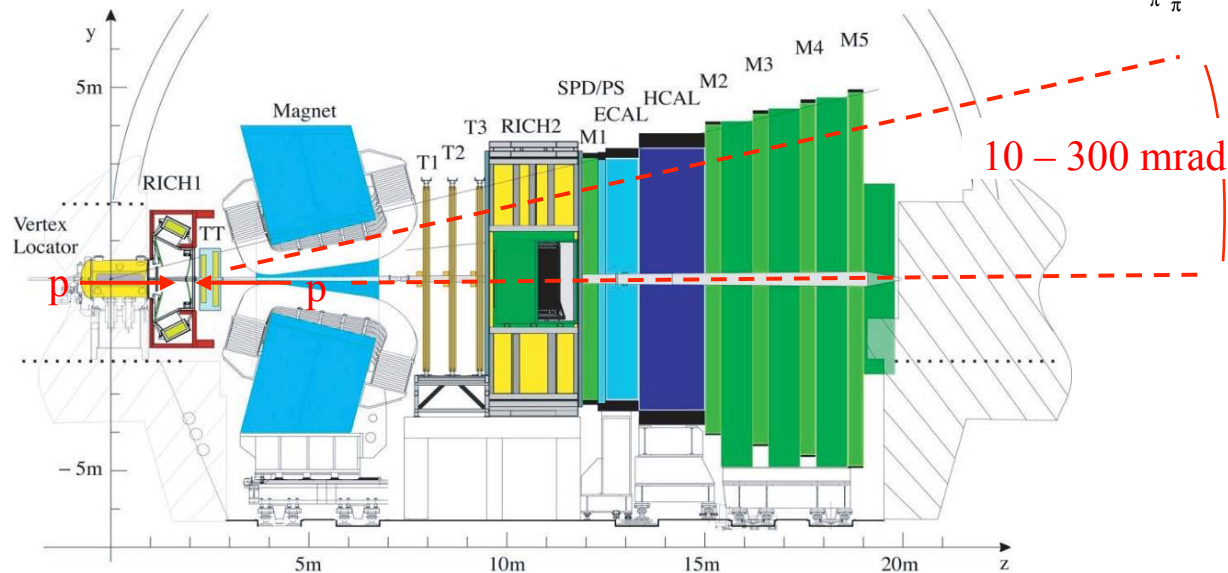 π π
y
5m
Magnet
RICH1
Vertex
Locator
TT
T1
T2
T3
RICH2
SPD/PS
M1
ECAL
HCAL
M2
M3
M4
M5
10 – 300 mrad
p
p
– 5m
5m
10m
15m
20m
z